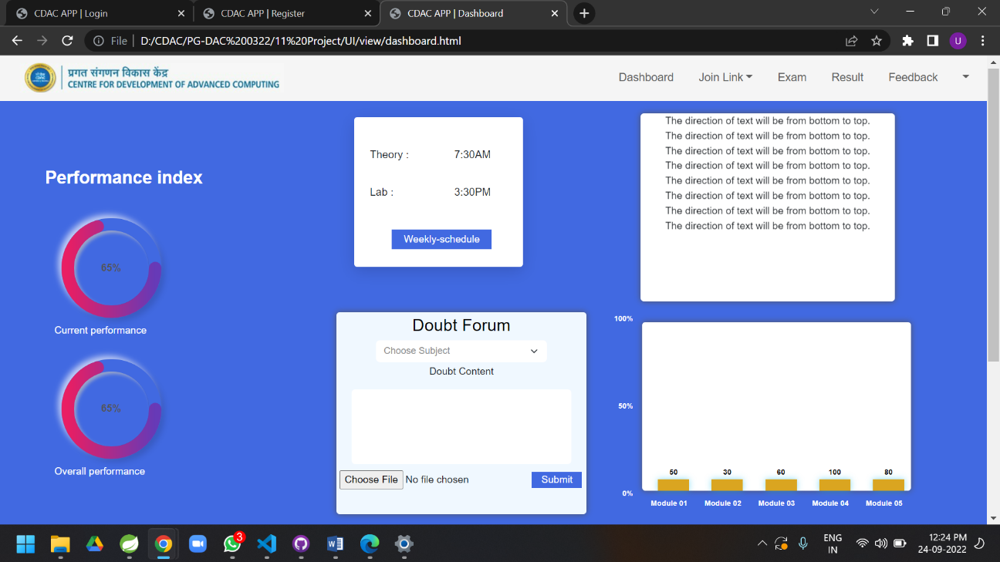 CDAC APP | Login
CDAC APP | Register
CDAC APP | Dashboard
File
D:/CDAC/PG-DAC%200322/11%20Project/UI/view/dashboard.html
U
प्रगत संगणन विकास केंद्र
CENTRE FOR DEVELOPMENT OF ADVANCED COMPUTING
Dashboard
Join Link
Exam
Result
Feedback
Performance index
65%
Current performance
65%
Overall performance
Theory : 7:30AM
Lab : 3:30PM
Weekly-schedule
Doubt Forum
Choose Subject
Doubt Content
Choose File No file chosen
Submit
The direction of text will be from bottom to top.
The direction of text will be from bottom to top.
The direction of text will be from bottom to top.
The direction of text will be from bottom to top.
The direction of text will be from bottom to top.
The direction of text will be from bottom to top.
The direction of text will be from bottom to top.
The direction of text will be from bottom to top.
100%
50%
0%
50 30 60 100 80
Module 01 Module 02 Module 03 Module 04 Module 05
3
ENG
IN
12:24 PM
24-09-2022